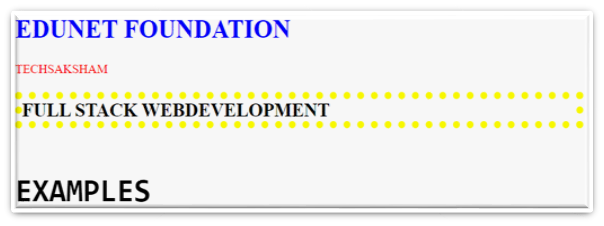 EDUNET FOUNDATION
TECHSAKSHAM
FULL STACK WEBDEVELOPMENT
EXAMPLES